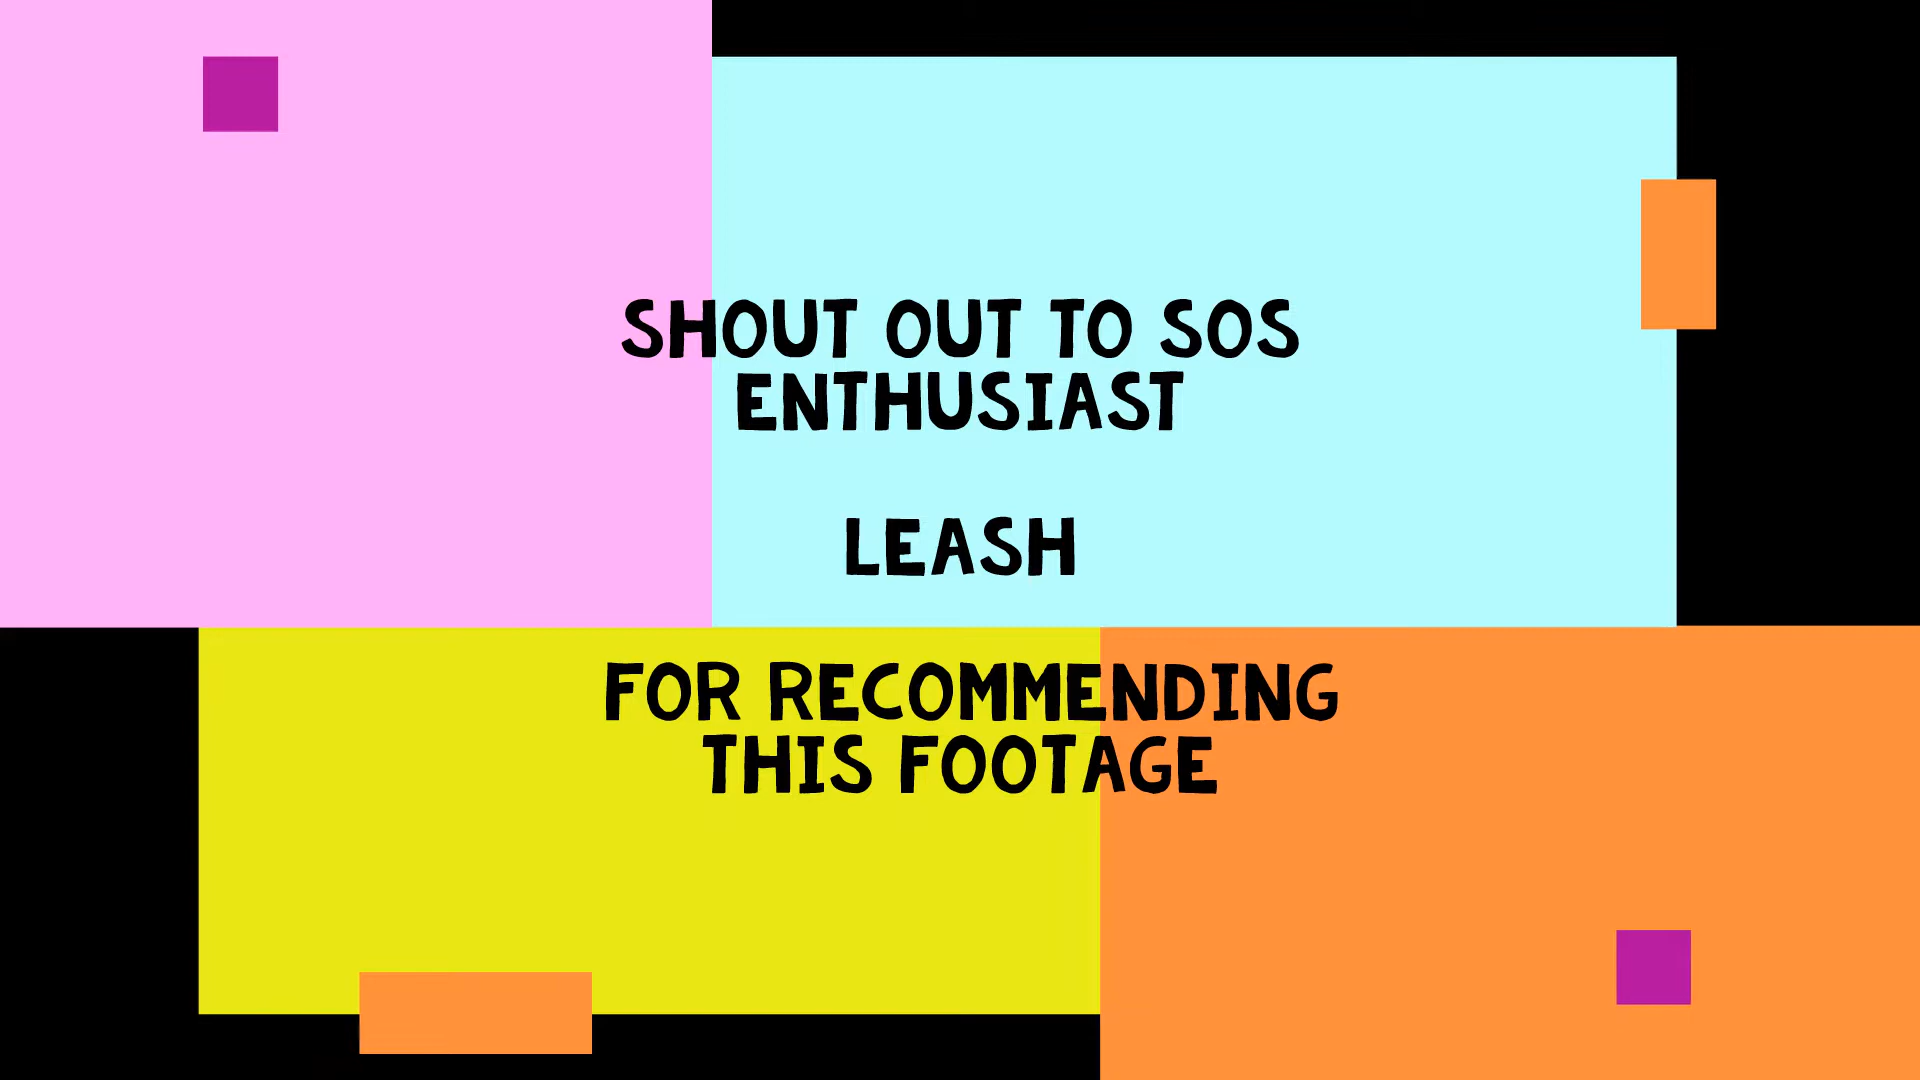 SHOUT OUT TO SOS
ENTHUSIAST
LEASH
FOR RECOMMENDING
THIS FOOTAGE